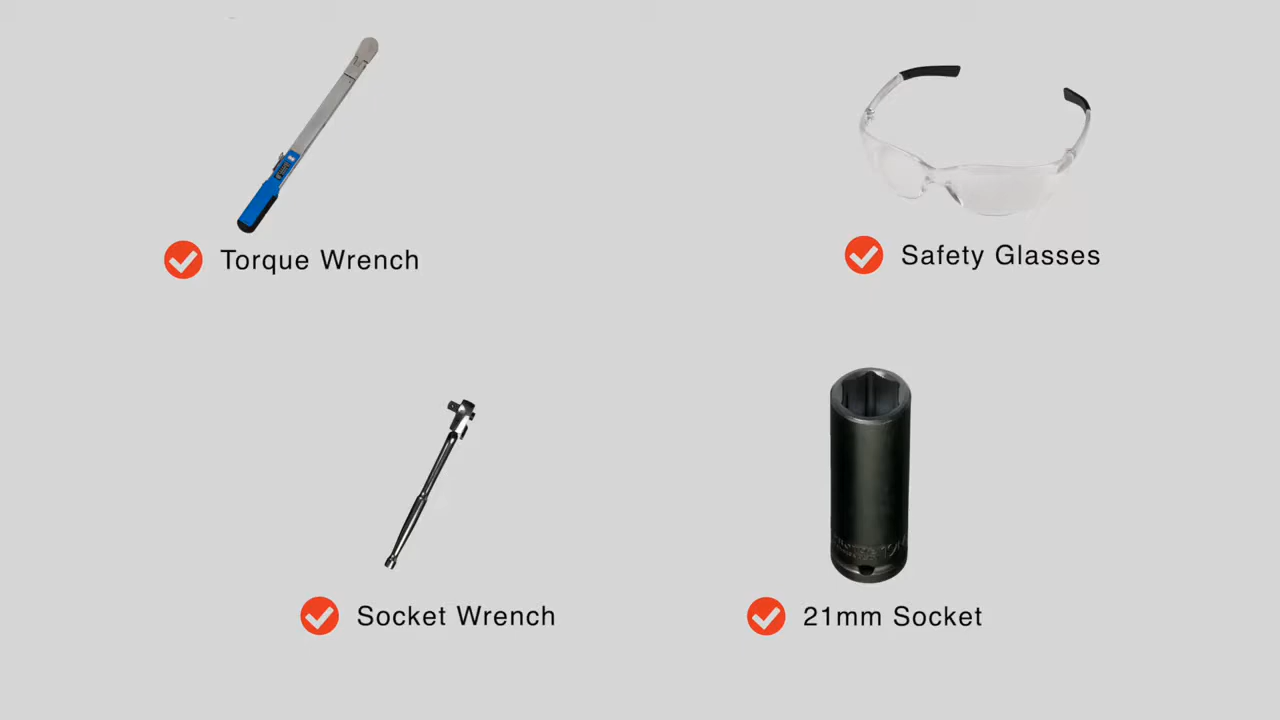 Torque Wrench
Safety Glasses
Socket Wrench
21mm Socket